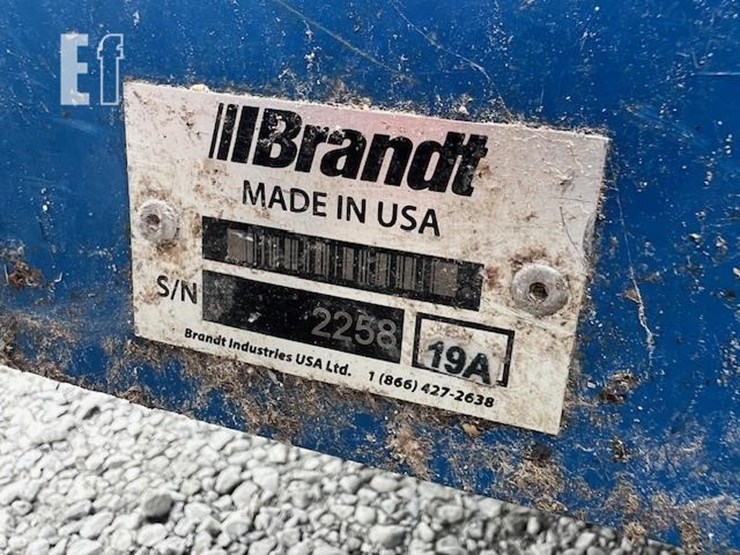 Ef
Brandt
MADE IN USA
S/N 2258 19A
Brandt Industries USA Ltd. 1 (866) 427-2638